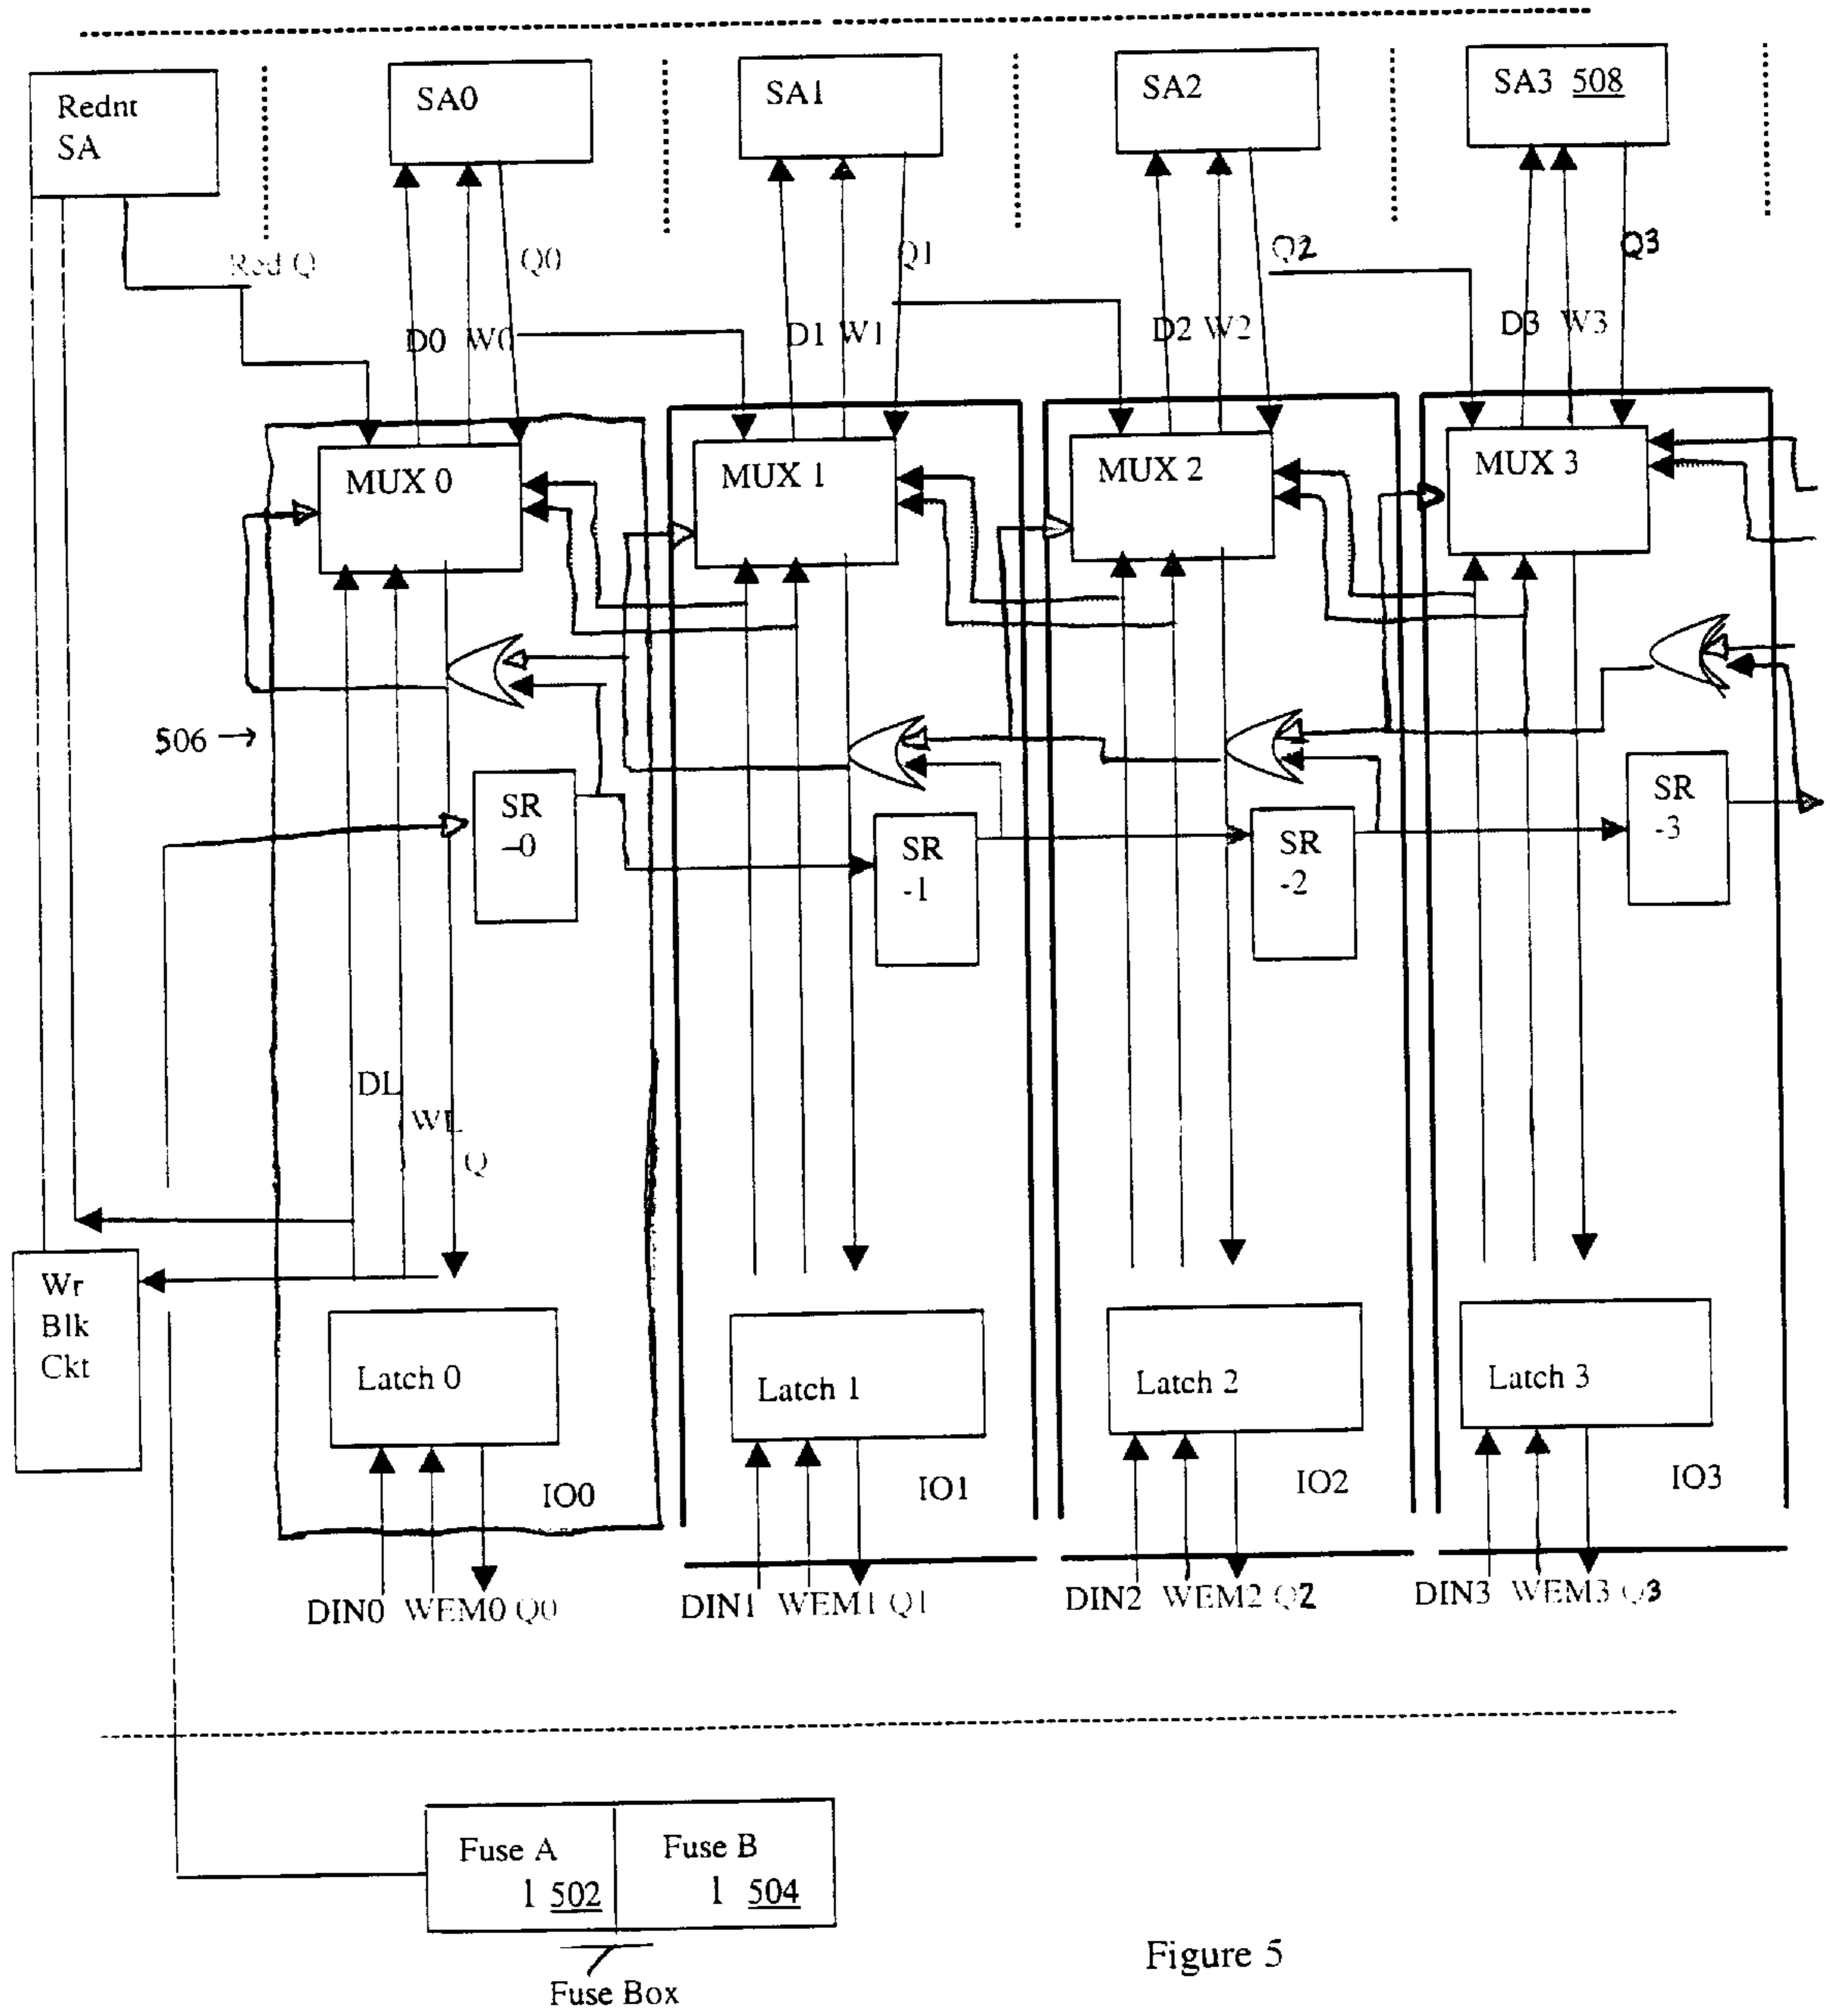 Rednt
SA
SA0
SA1
SA2
SA3 508
Red Q
Q0
Q1
Q2
Q3
D0 W0
D1 W1
D2 W2
D3 W3
MUX 0
MUX 1
MUX 2
MUX 3
506 →
SR
–0
SR
-1
SR
-2
SR
-3
DL
WL
Q
Wr
Blk
Ckt
Latch 0
Latch 1
Latch 2
Latch 3
IO0
IO1
IO2
IO3
DIN0 WEM0 Q0
DIN1 WEM1 Q1
DIN2 WEM2 Q2
DIN3 WEM3 Q3
Fuse A
1 502
Fuse B
1 504
Fuse Box
Figure 5